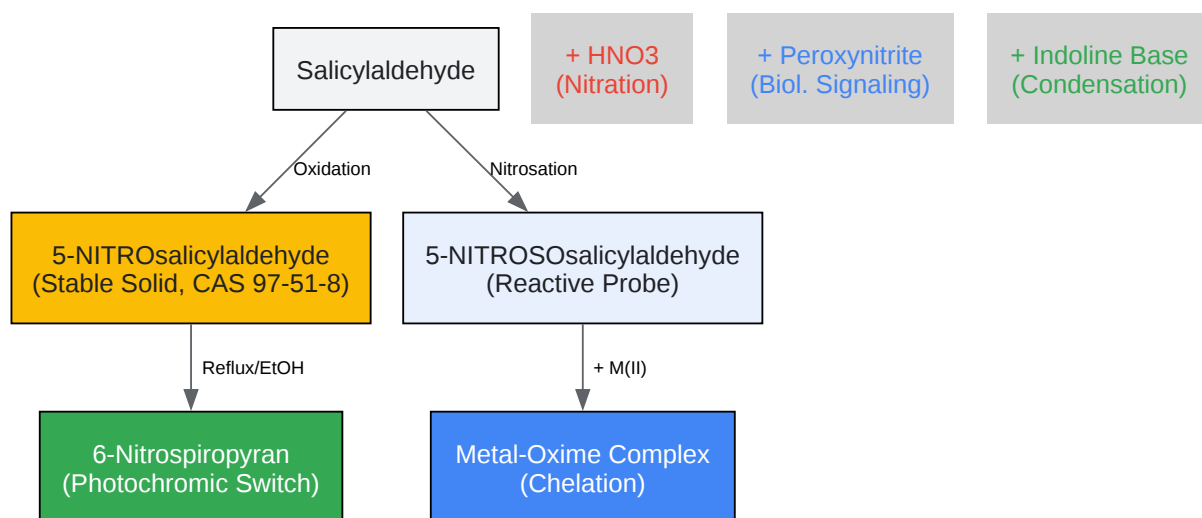 Salicylaldehyde
+ HNO3
(Nitration)
+ Peroxynitrite
(Biol. Signaling)
+ Indoline Base
(Condensation)
Oxidation
Nitrosation
5-NITROsalicylaldehyde
(Stable Solid, CAS 97-51-8)
5-NITROSOsalicylaldehyde
(Reactive Probe)
Reflux/EtOH
+ M(II)
6-Nitrospiropyran
(Photochromic Switch)
Metal-Oxime Complex
(Chelation)